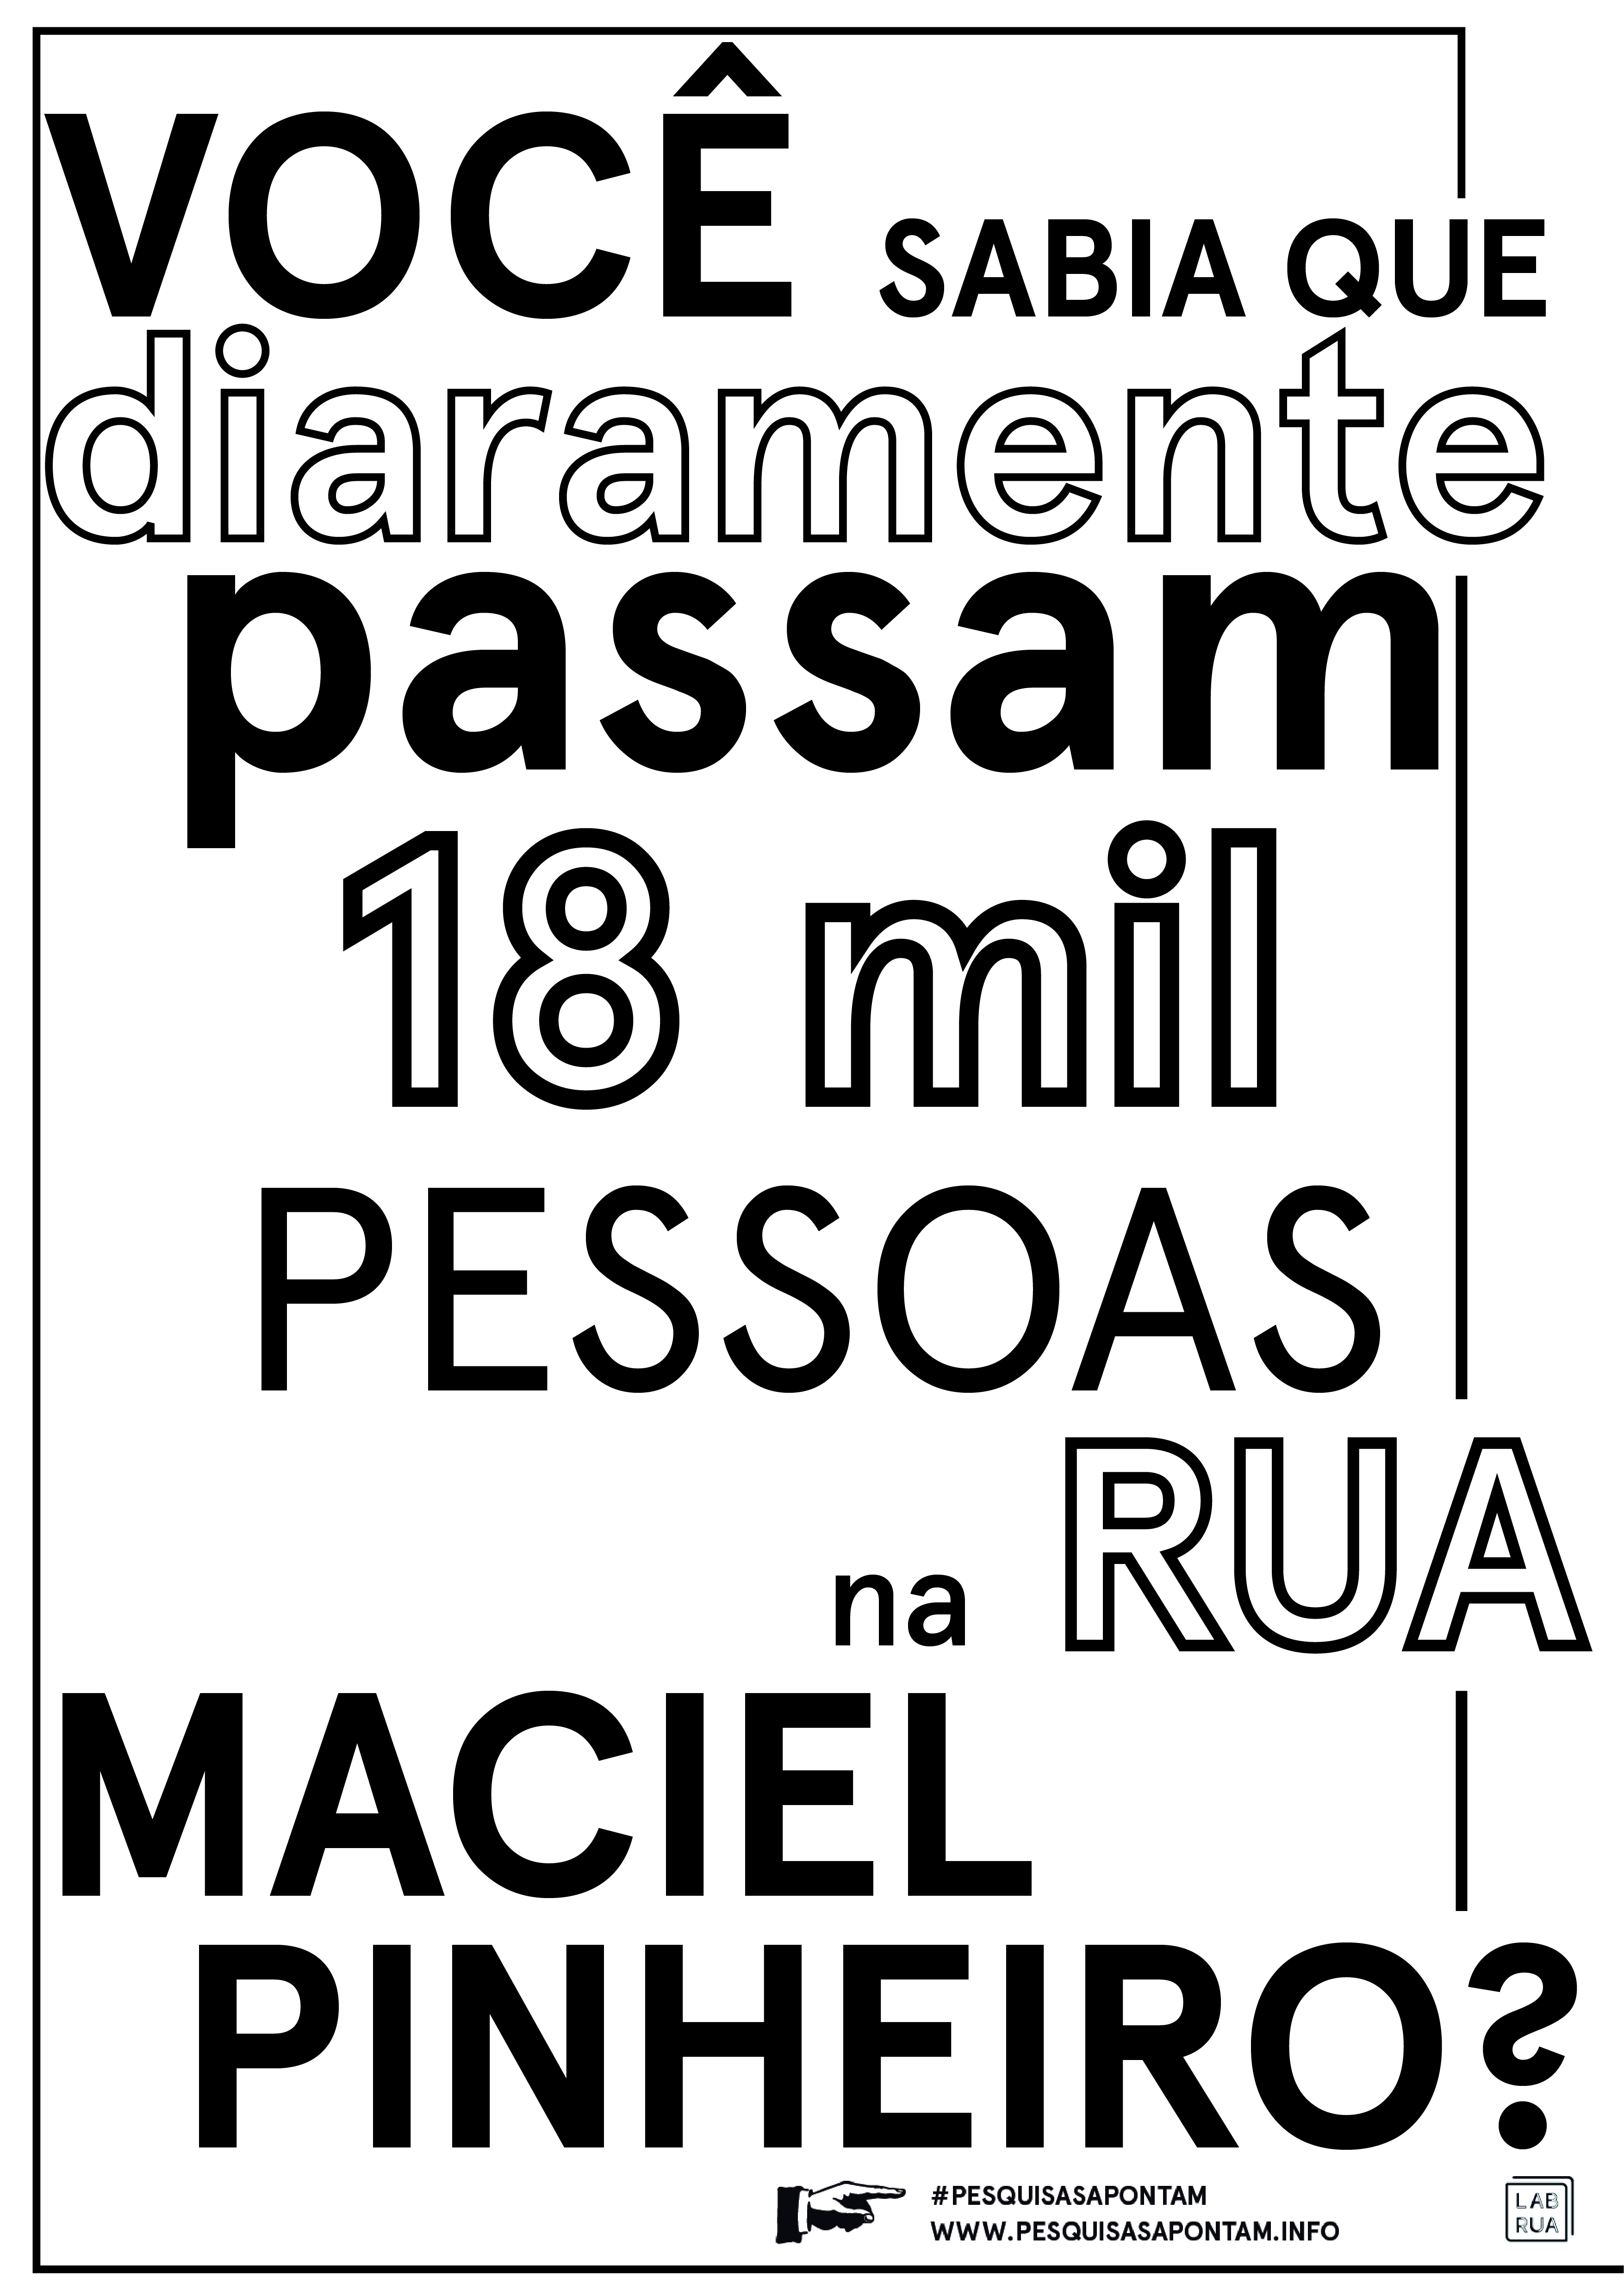 VOCÊ SABIA QUE
diaramente
passam
18 mil
PESSOAS
na RUA
MACIEL
PINHEIRO?
#PESQUISASAPONTAM
WWW.PESQUISASAPONTAM.INFO
LAB
RUA